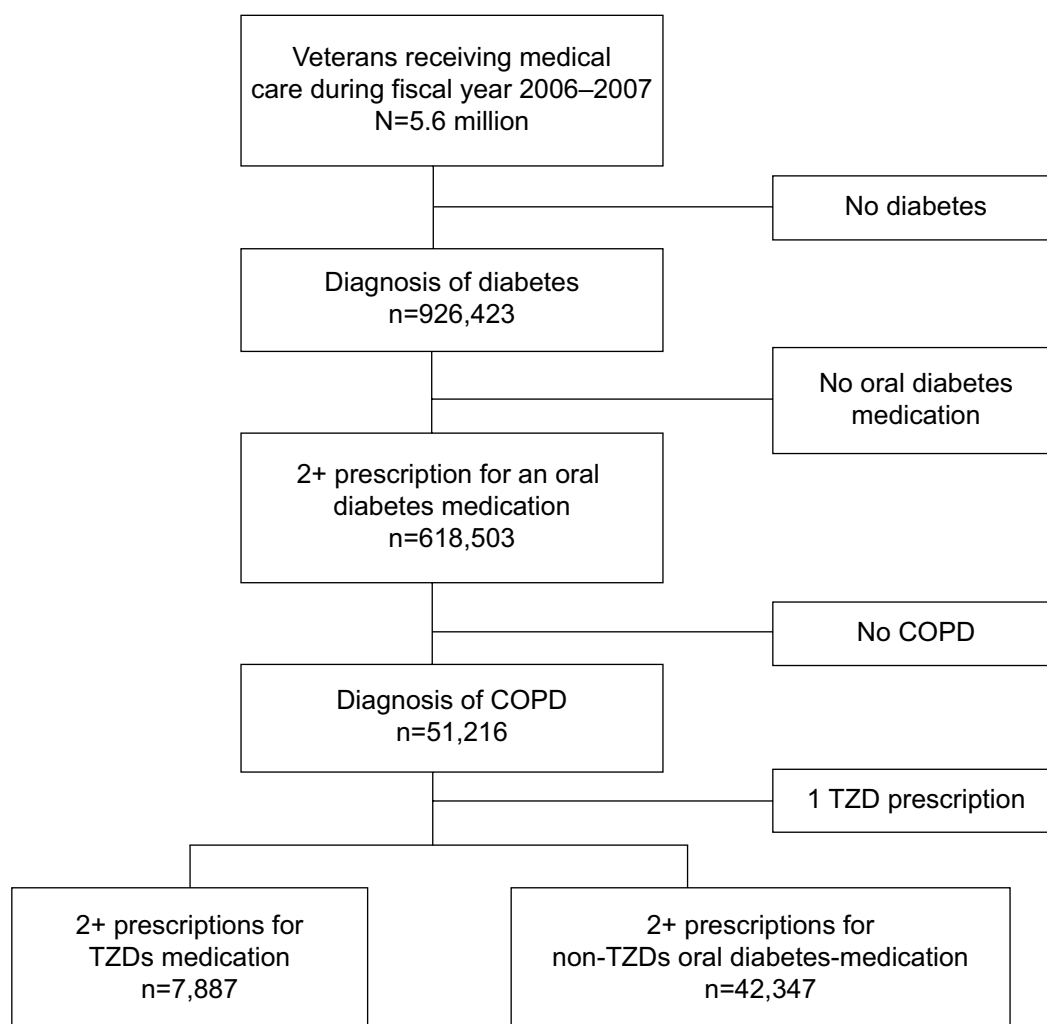 Veterans receiving medical
care during fiscal year 2006–2007
N=5.6 million
No diabetes
Diagnosis of diabetes
n=926,423
No oral diabetes
medication
2+ prescription for an oral
diabetes medication
n=618,503
No COPD
Diagnosis of COPD
n=51,216
1 TZD prescription
2+ prescriptions for
TZDs medication
n=7,887
2+ prescriptions for
non-TZDs oral diabetes-medication
n=42,347